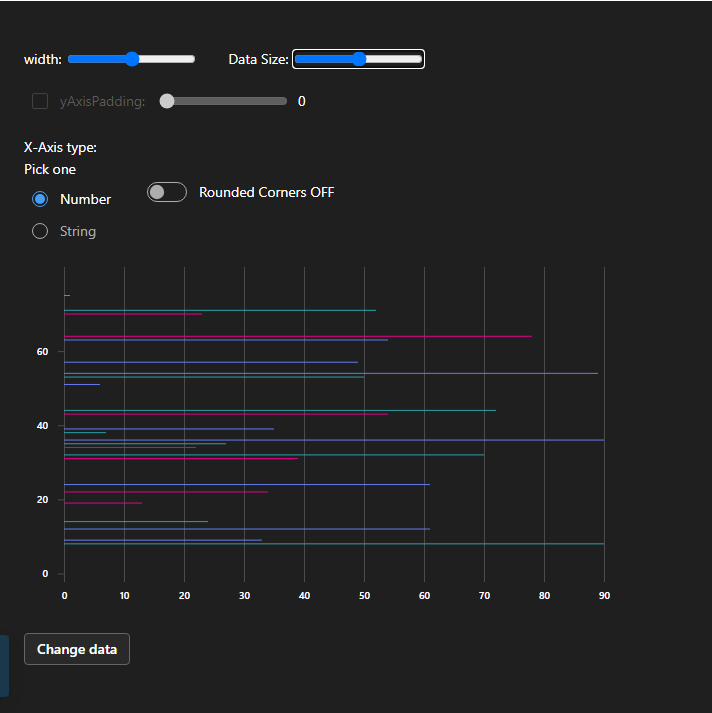 width: Data Size:
yAxisPadding: 0
X-Axis type:
Pick one
Number
Rounded Corners OFF
String
60
40
20
0
0 10 20 30 40 50 60 70 80 90
Change data